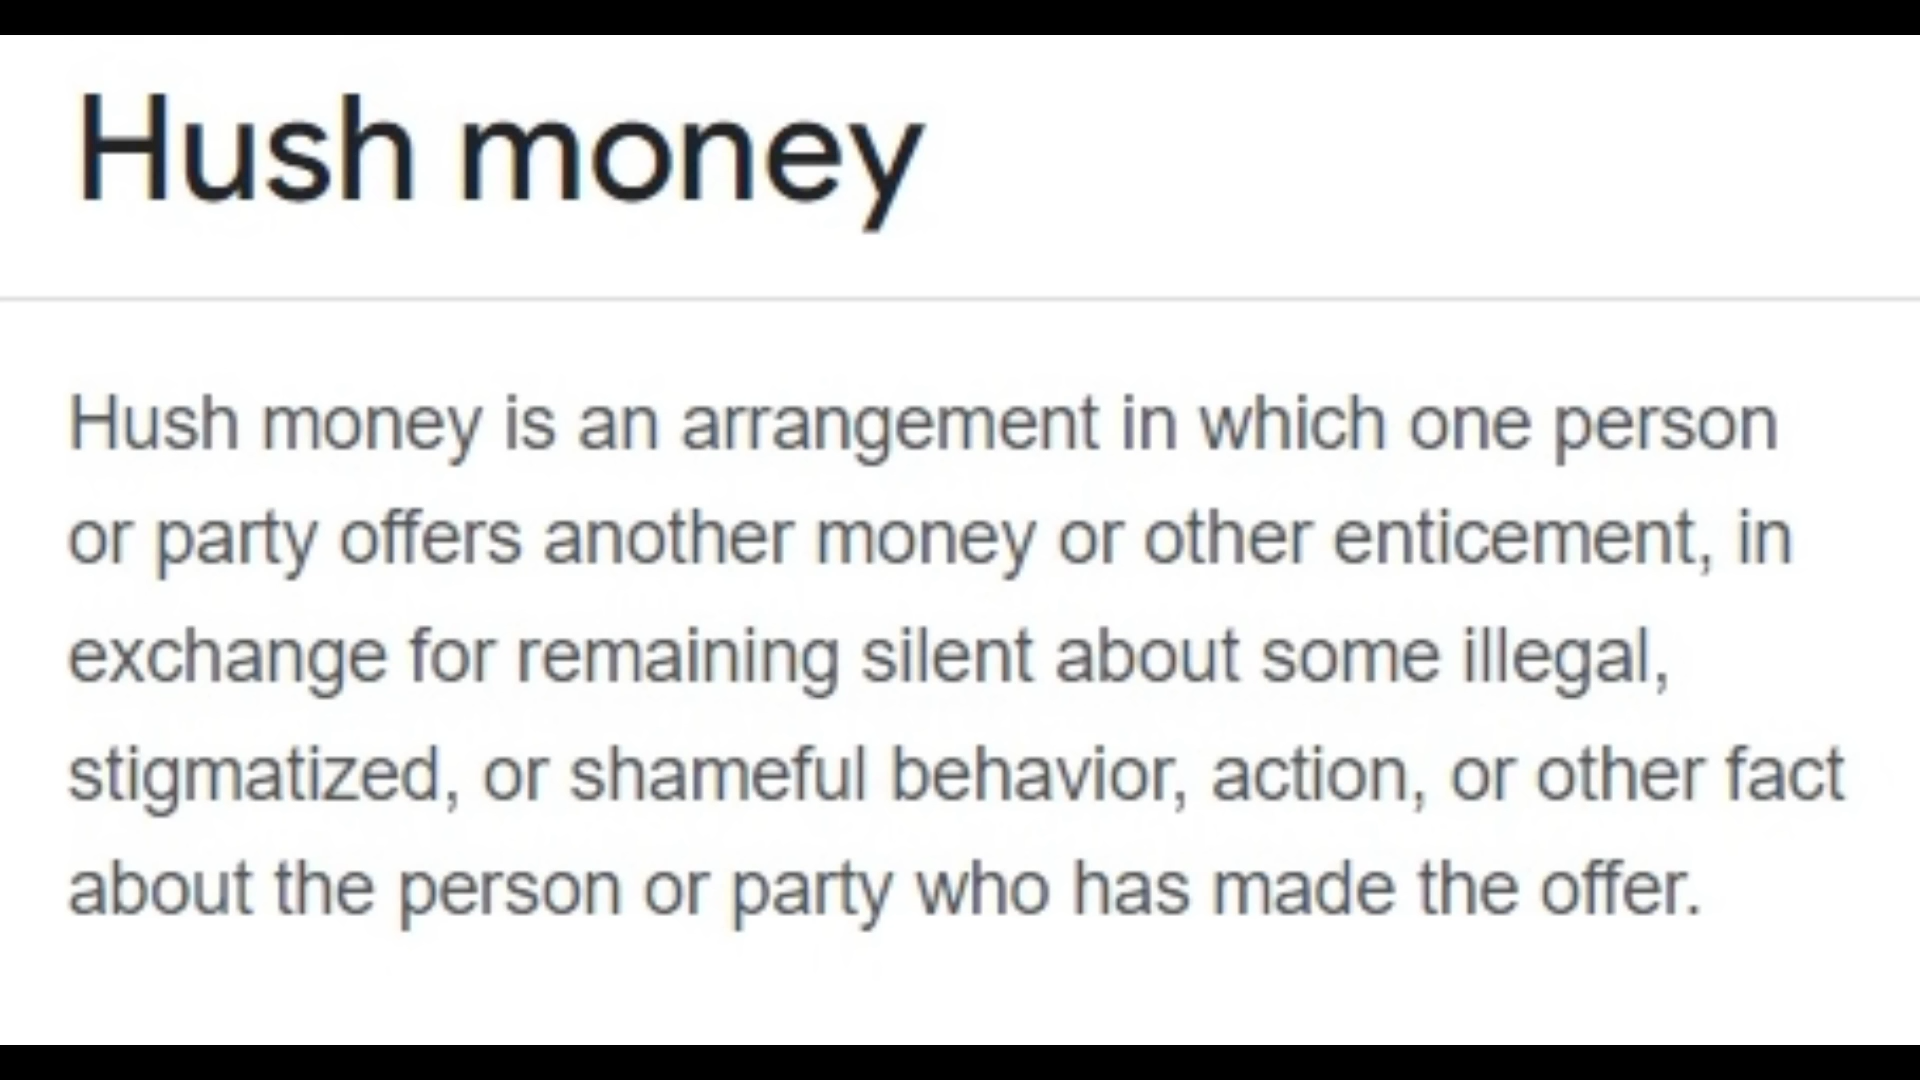 Hush money
Hush money is an arrangement in which one person
or party offers another money or other enticement, in
exchange for remaining silent about some illegal,
stigmatized, or shameful behavior, action, or other fact
about the person or party who has made the offer.